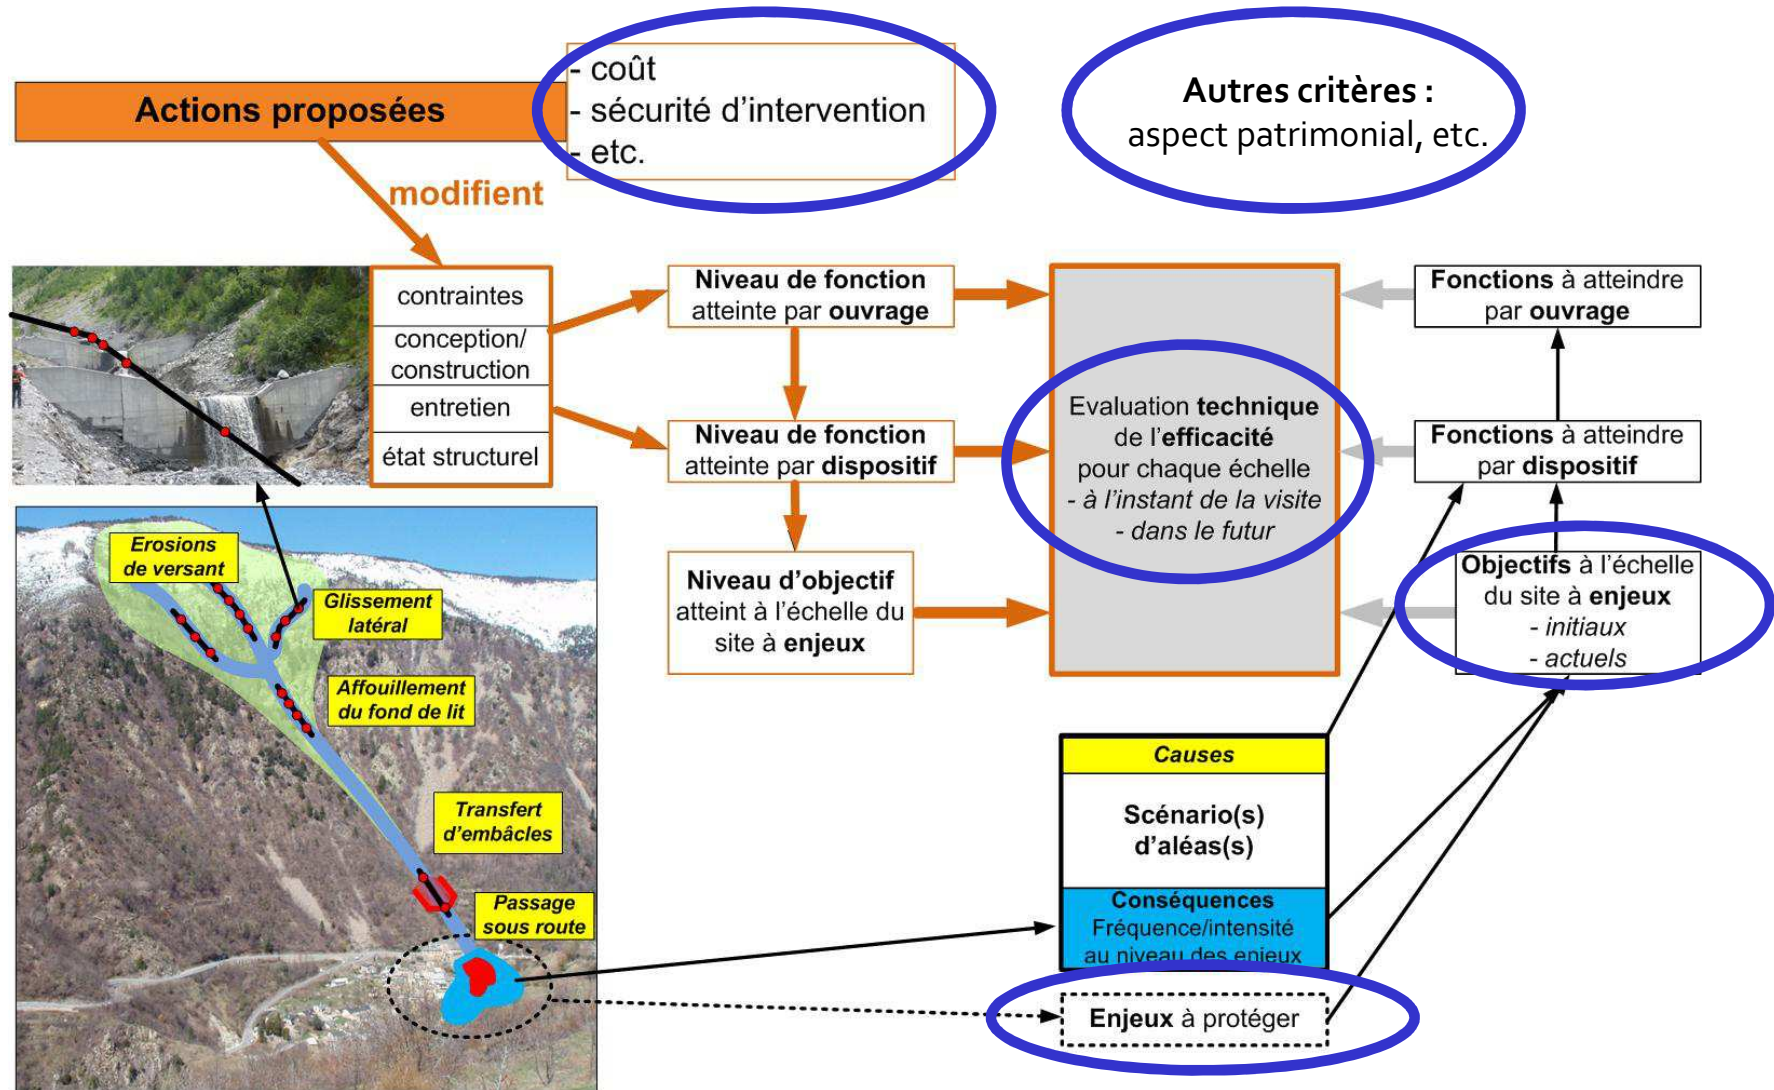 Actions proposées
- coût
- sécurité d'intervention
- etc.
Autres critères :
aspect patrimonial, etc.
modifient
contraintes
conception/
construction
entretien
état structurel
Niveau de fonction
atteinte par ouvrage
Niveau de fonction
atteinte par dispositif
Niveau d'objectif
atteint à l'échelle du
site à enjeux
Evaluation technique
de l'efficacité
pour chaque échelle
- à l'instant de la visite
- dans le futur
Fonctions à atteindre
par ouvrage
Fonctions à atteindre
par dispositif
Objectifs à l'échelle
du site à enjeux
- initiaux
- actuels
Erosions
de versant
Glissement
latéral
Affouillement
du fond de lit
Transfert
d'embâcles
Passage
sous route
Causes
Scénario(s)
d'aléas(s)
Conséquences
Fréquence/intensité
au niveau des enjeux
Enjeux à protéger